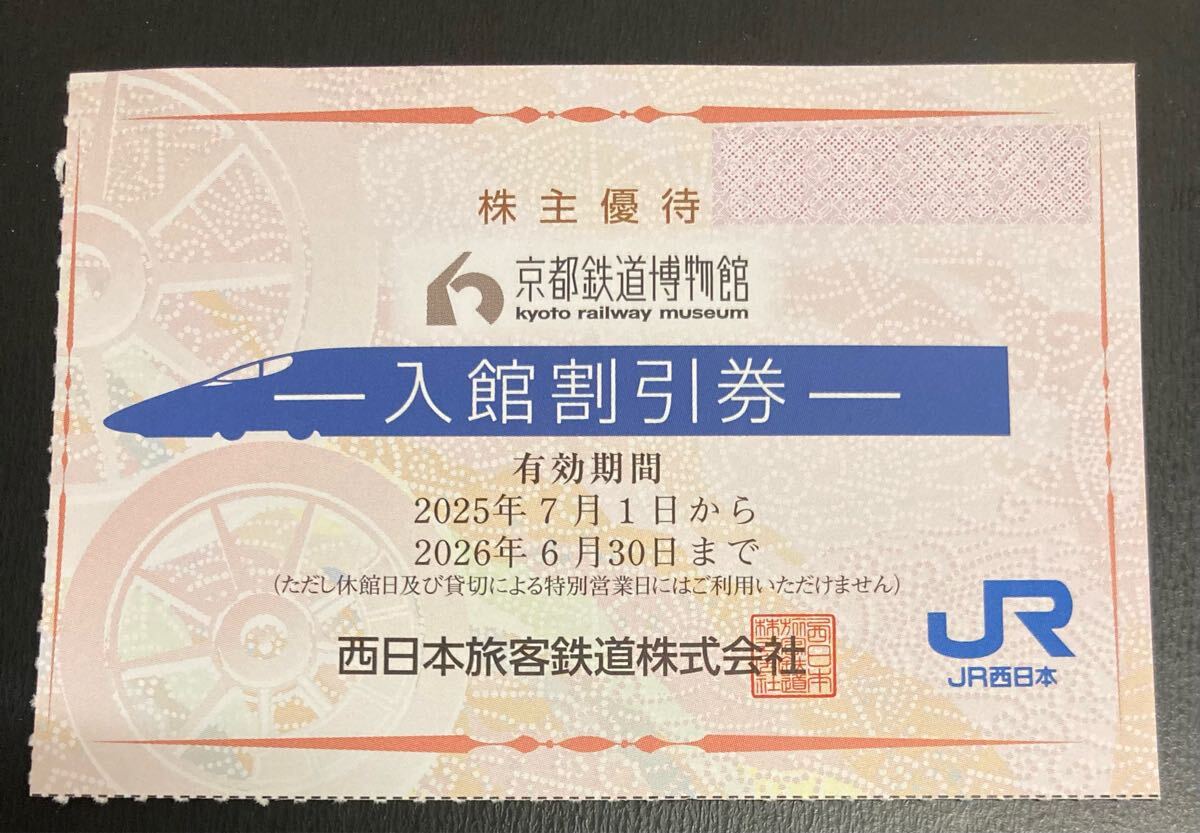 株主優待
京都鉄道博物館
kyoto railway museum
―入館割引券―
有効期間
2025年7月1日から
2026年6月30日まで
（ただし休館日及び貸切による特別営業日にはご利用いただけません）
西日本旅客鉄道株式会社
JR
JR西日本